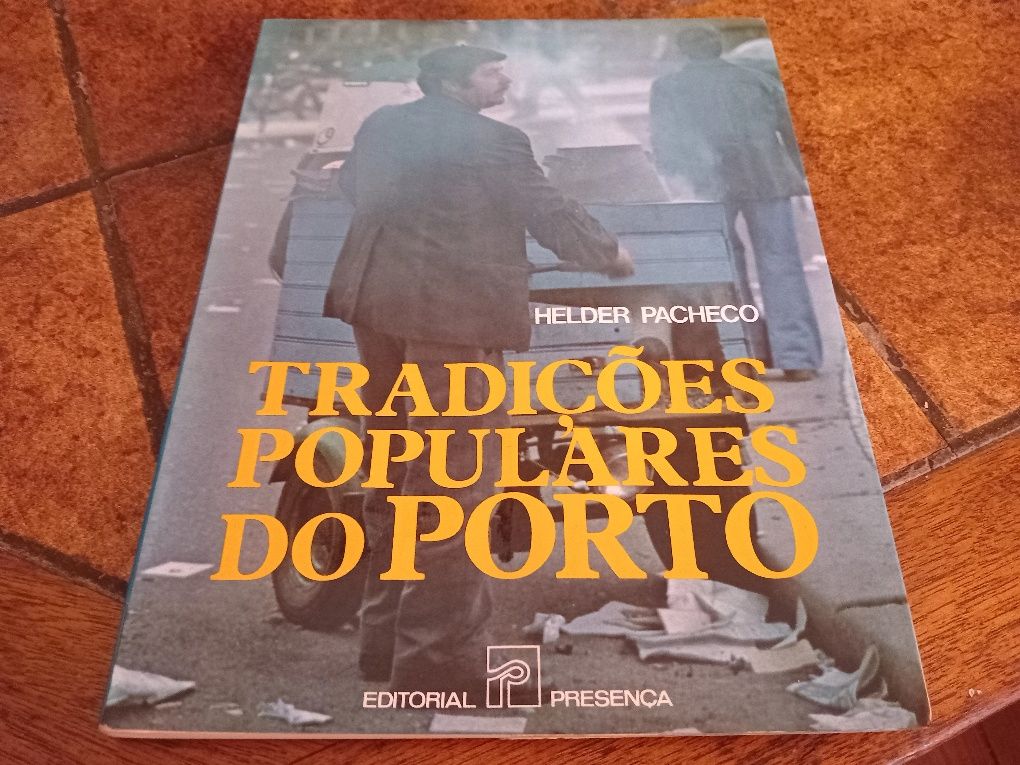 HELDER PACHECO
TRADIÇÕES
POPULARES
DO PORTO
EDITORIAL PRESENÇA